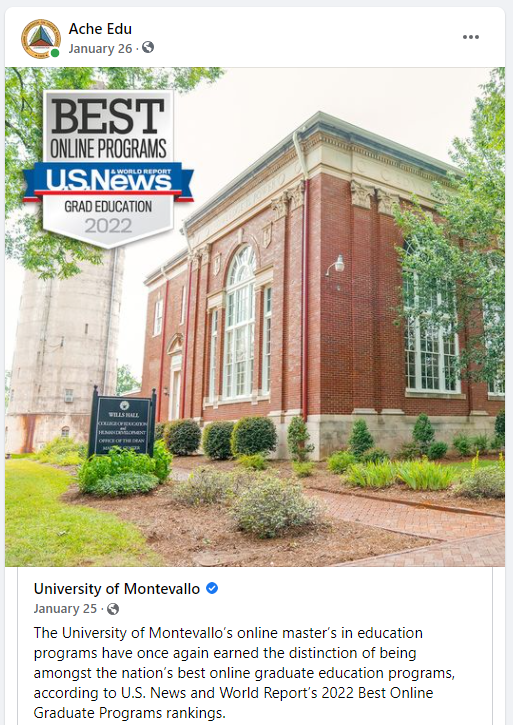 Ache Edu
January 26 ·
BEST
ONLINE PROGRAMS
U.S.News & WORLD REPORT
GRAD EDUCATION
2022
WILLS HALL
COLLEGE OF EDUCATION
and
HUMAN DEVELOPMENT
OFFICE OF THE DEAN
University of Montevallo
January 25 ·
The University of Montevallo’s online master’s in education
programs have once again earned the distinction of being
amongst the nation’s best online graduate education programs,
according to U.S. News and World Report’s 2022 Best Online
Graduate Programs rankings.